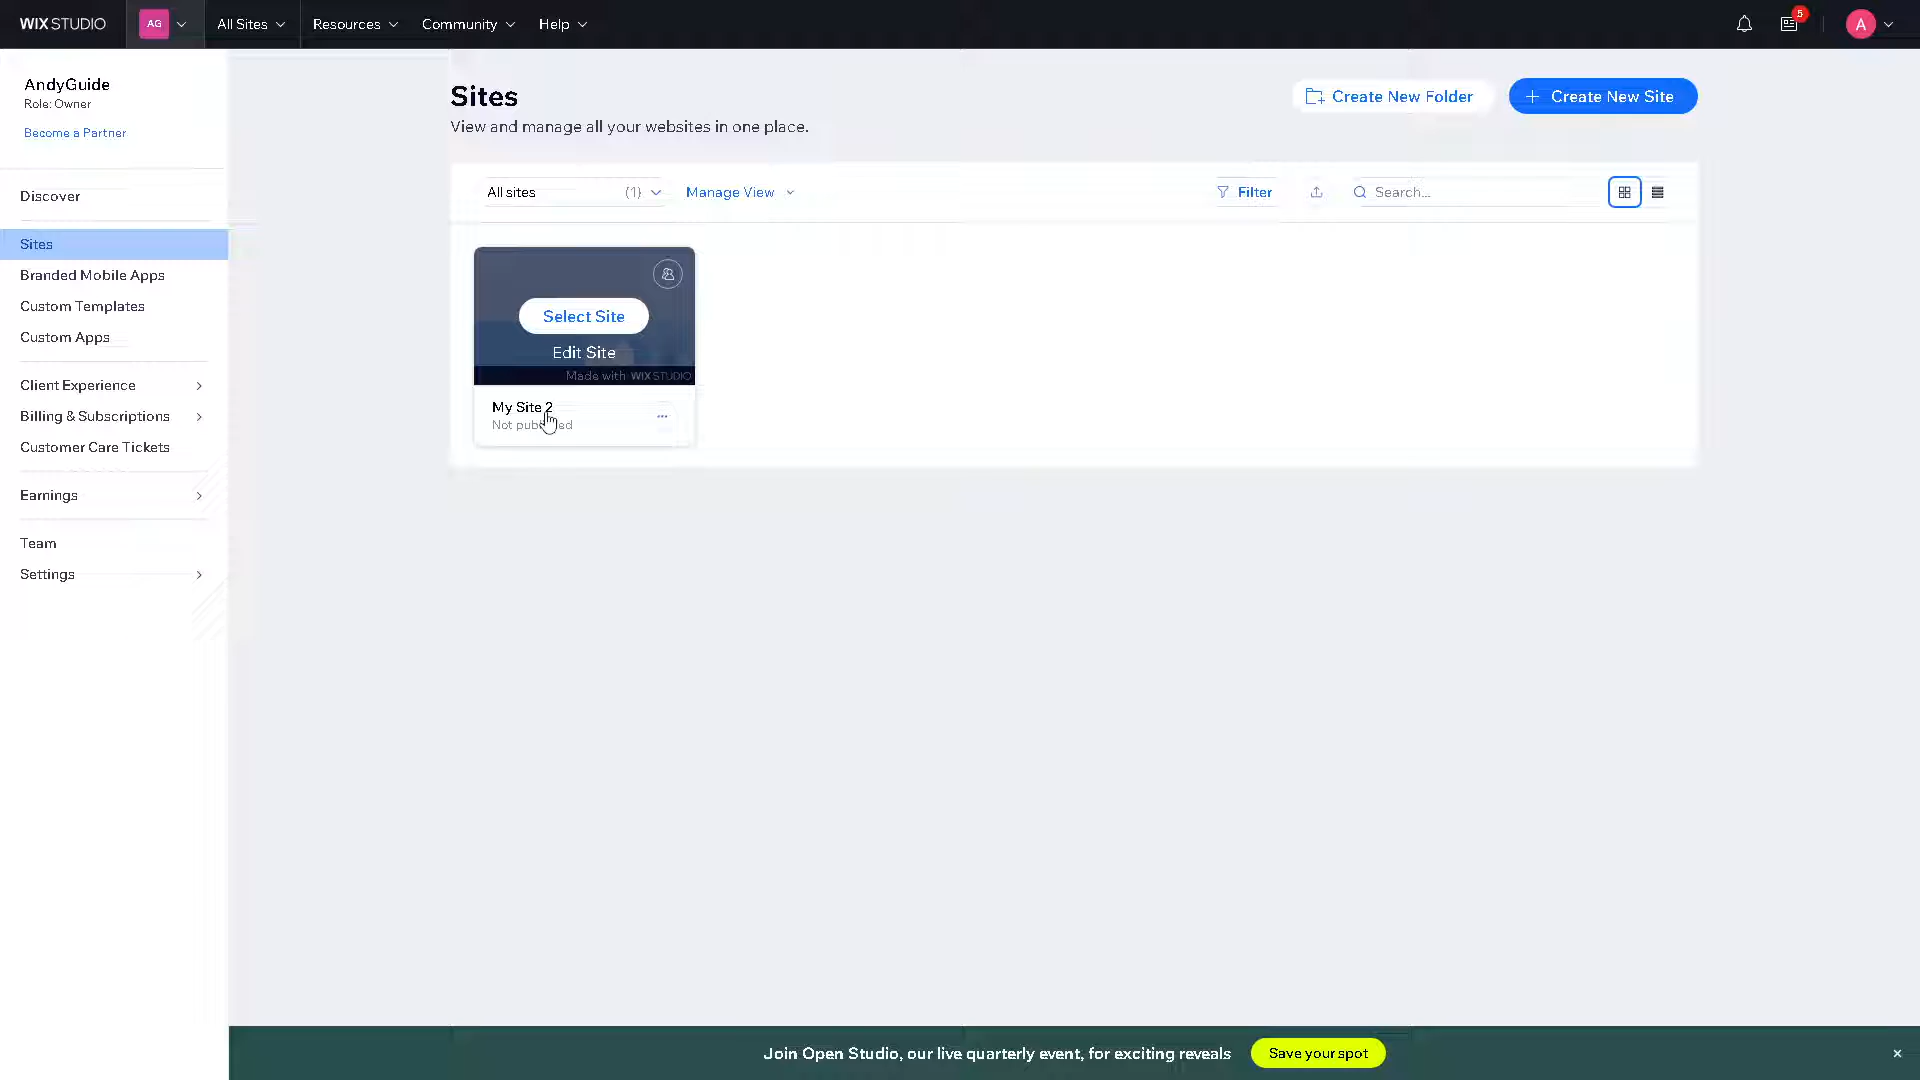 WIX STUDIO
AG
All Sites
Resources
Community
Help
5
A
AndyGuide
Role: Owner
Become a Partner
Discover
Sites
Branded Mobile Apps
Custom Templates
Custom Apps
Client Experience
Billing & Subscriptions
Customer Care Tickets
Earnings
Team
Settings
Sites
View and manage all your websites in one place.
Create New Folder
+ Create New Site
All sites (1)
Manage View
Filter
Search...
Select Site
Edit Site
Made with WIX STUDIO
My Site 2
Not published
Join Open Studio, our live quarterly event, for exciting reveals
Save your spot